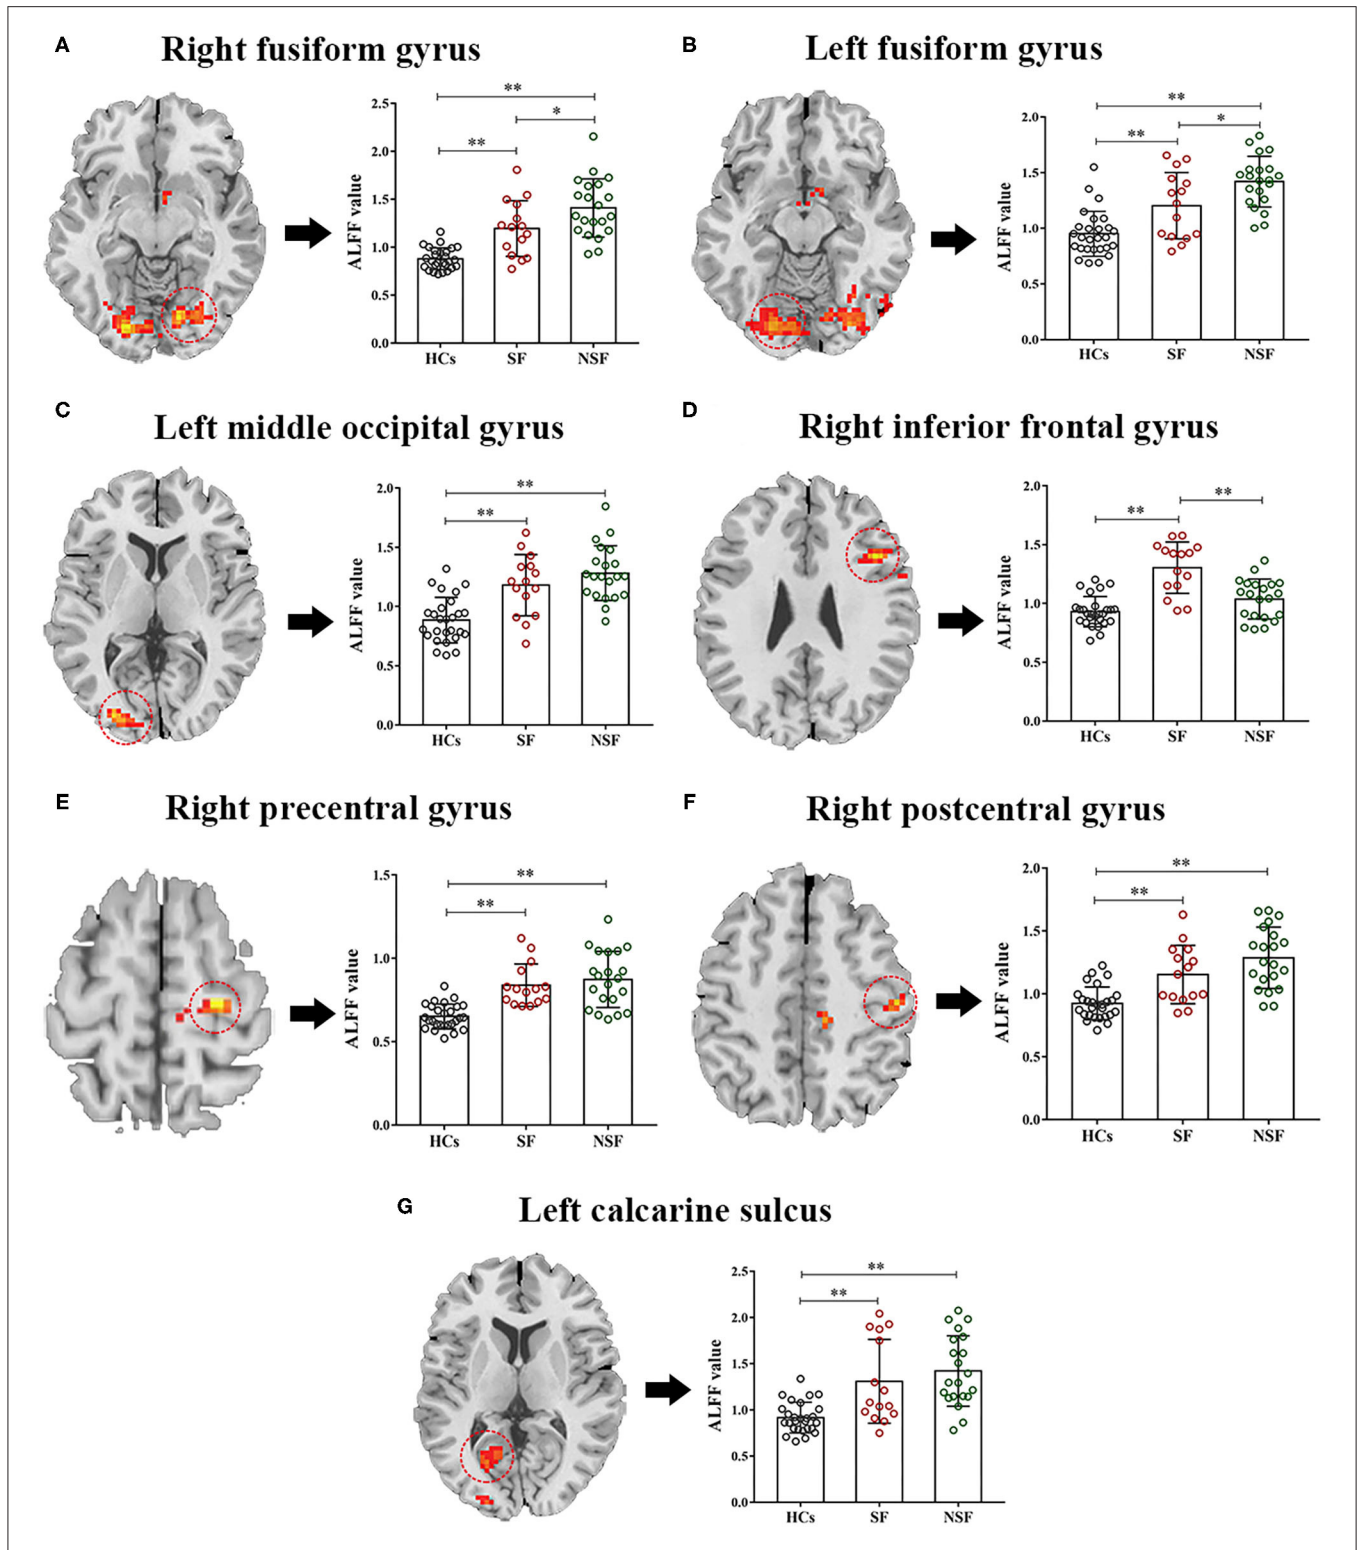 A Right fusiform gyrus
ALFF value
2.5
2.0
1.5
1.0
0.5
0.0
**
*
**
HCs SF NSF
B Left fusiform gyrus
ALFF value
2.0
1.5
1.0
0.5
0.0
**
*
**
HCs SF NSF
C Left middle occipital gyrus
ALFF value
2.0
1.5
1.0
0.5
0.0
**
**
HCs SF NSF
D Right inferior frontal gyrus
ALFF value
2.0
1.5
1.0
0.5
0.0
**
**
HCs SF NSF
E Right precentral gyrus
ALFF value
1.5
1.0
0.5
0.0
**
**
HCs SF NSF
F Right postcentral gyrus
ALFF value
2.0
1.5
1.0
0.5
0.0
**
**
HCs SF NSF
G Left calcarine sulcus
ALFF value
2.5
2.0
1.5
1.0
0.5
0.0
**
**
HCs SF NSF